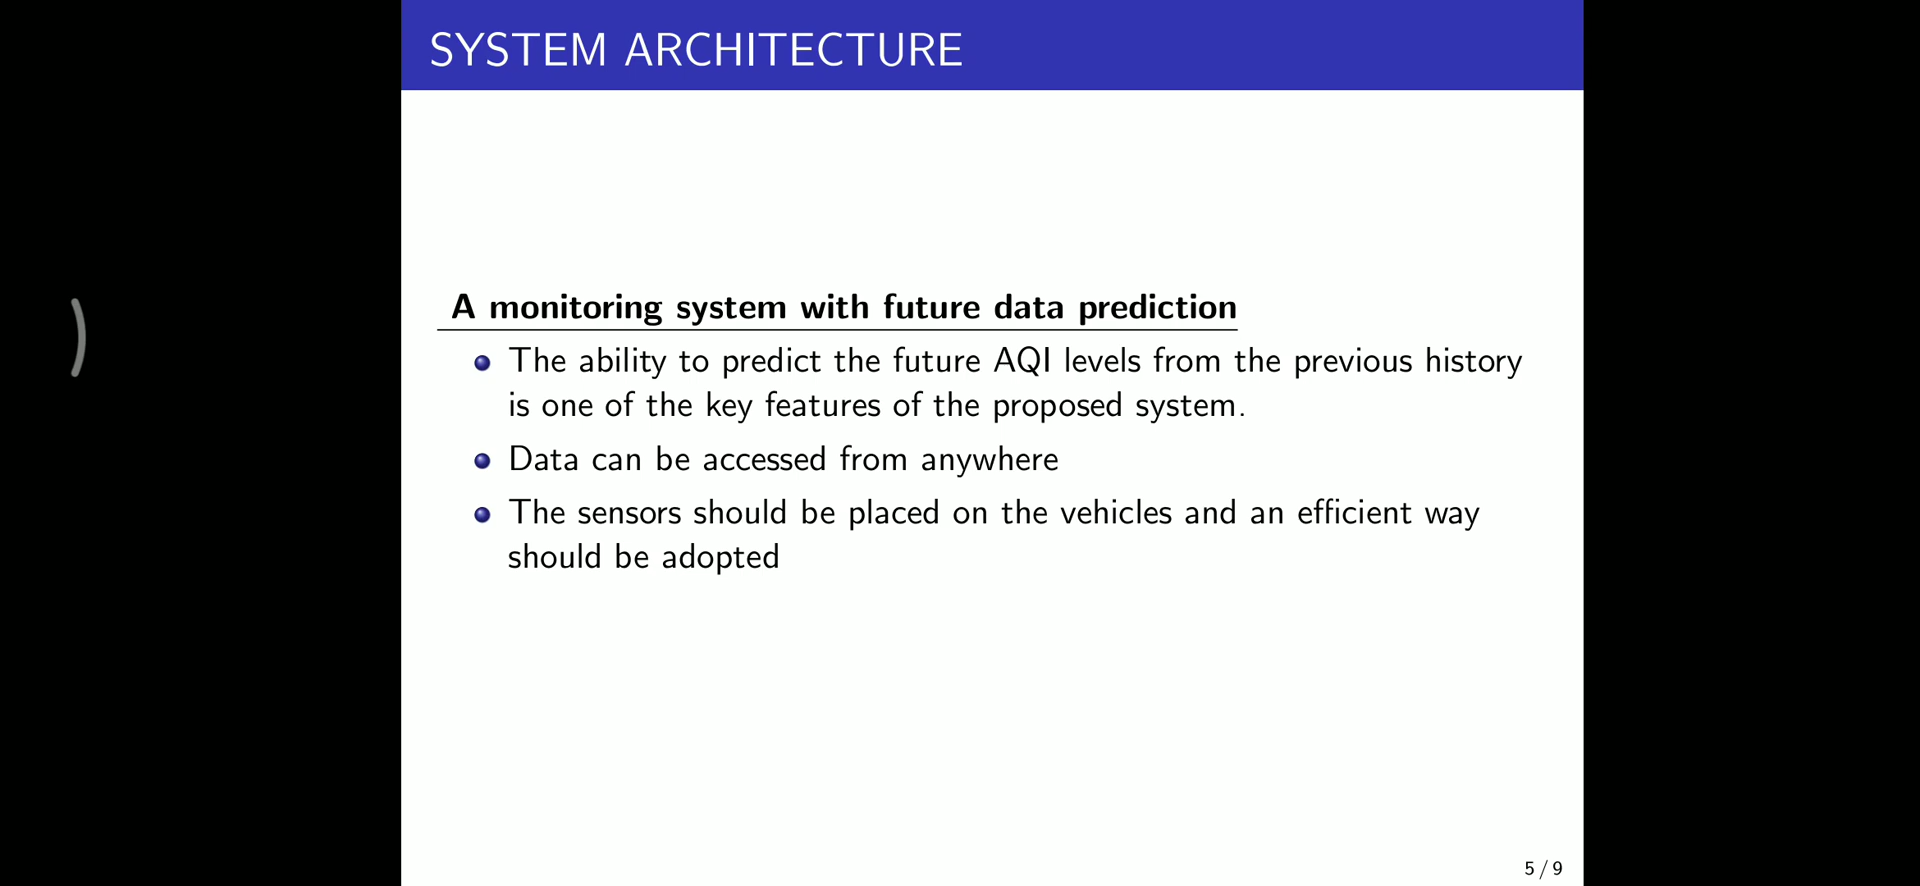 SYSTEM ARCHITECTURE
A monitoring system with future data prediction
The ability to predict the future AQI levels from the previous history
is one of the key features of the proposed system.
Data can be accessed from anywhere
The sensors should be placed on the vehicles and an efficient way
should be adopted
5 / 9